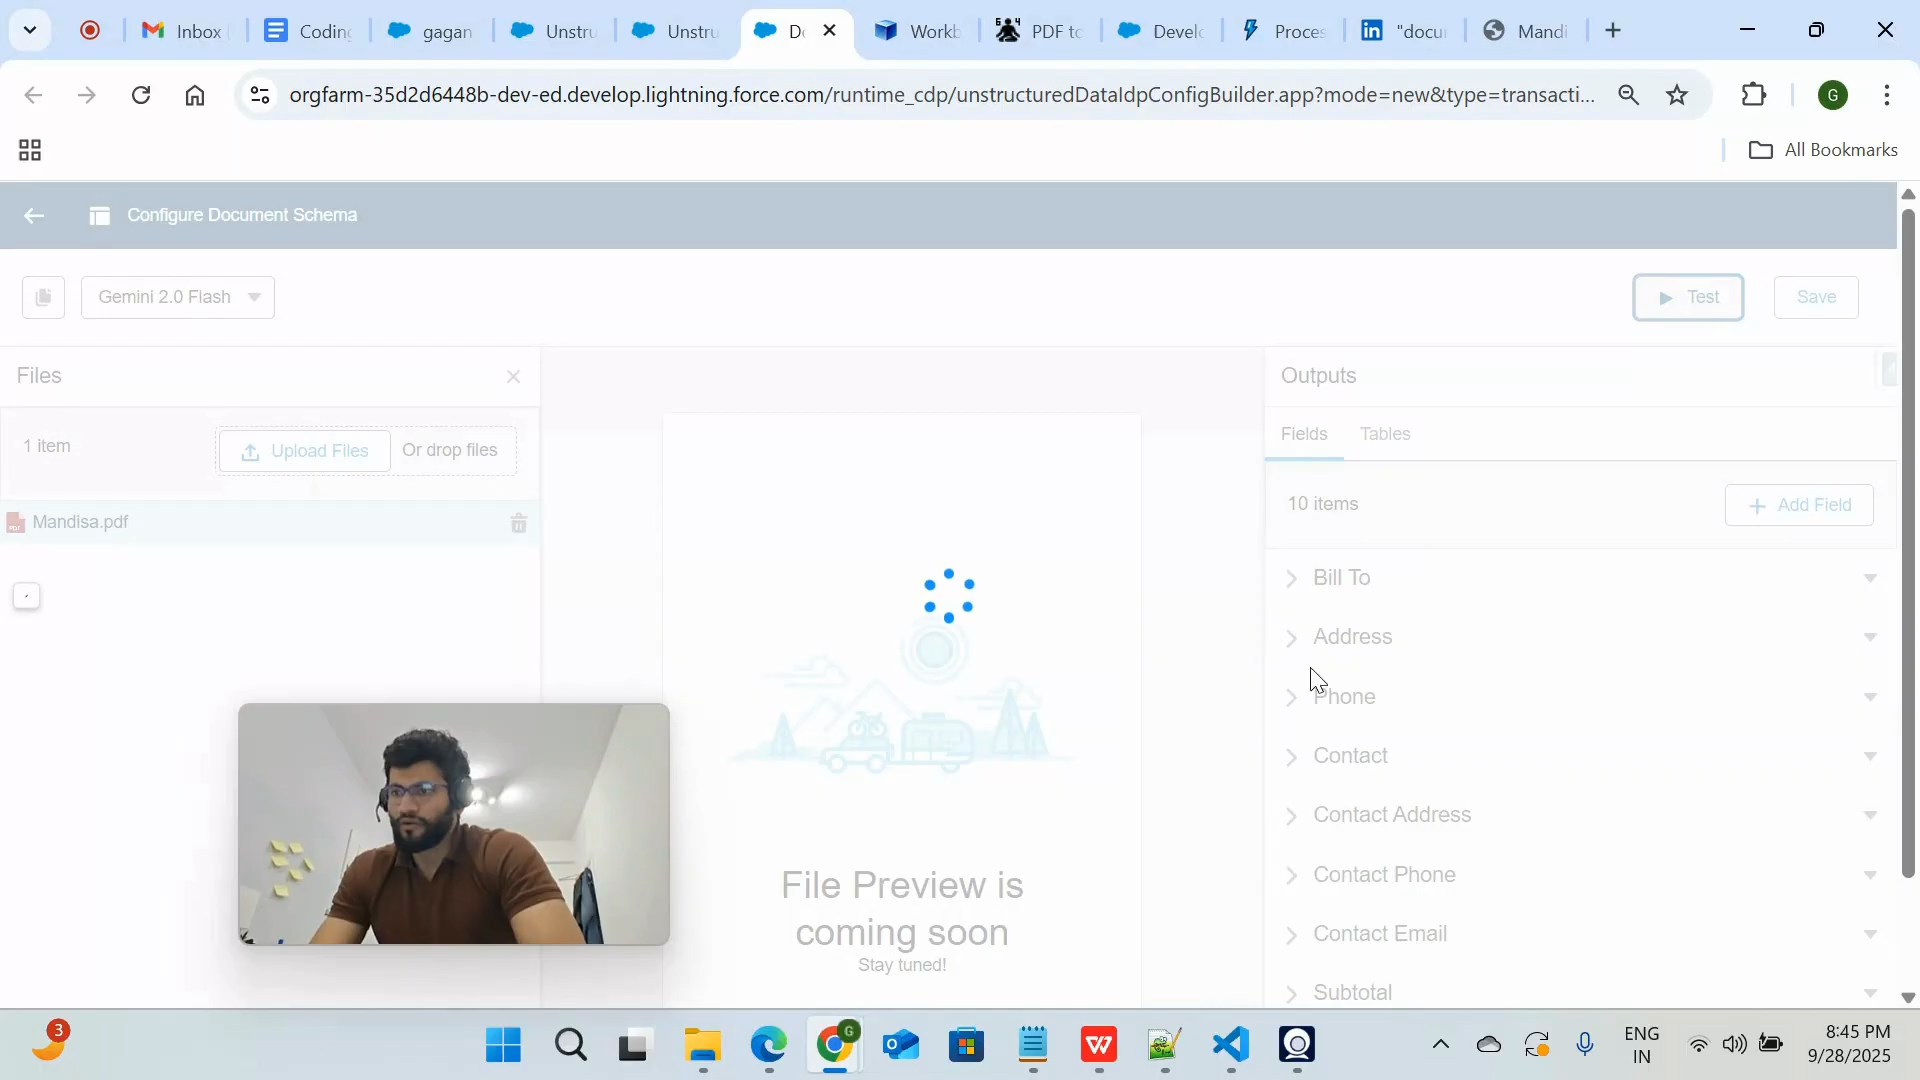 Inbox
Coding
gagan
Unstru
Unstru
Do
Workb
PDF to
Develo
Proces
"docu
Mandi
orgfarm-35d2d6448b-dev-ed.develop.lightning.force.com/runtime_cdp/unstructuredDataIdpConfigBuilder.app?mode=new&type=transacti...
G
All Bookmarks
Configure Document Schema
Gemini 2.0 Flash
Test
Save
Files
1 item
Upload Files
Or drop files
Mandisa.pdf
File Preview is
coming soon
Stay tuned!
Outputs
Fields
Tables
10 items
Add Field
Bill To
Address
Phone
Contact
Contact Address
Contact Phone
Contact Email
Subtotal
3
G
ENG
IN
8:45 PM
9/28/2025